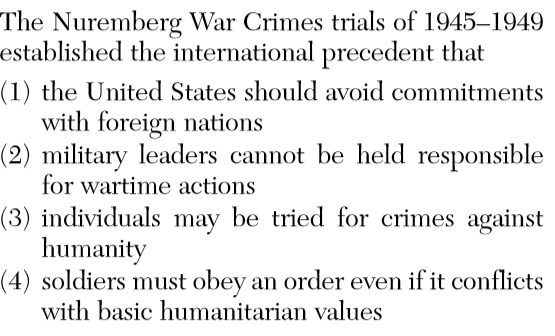 The Nuremberg War Crimes trials of 1945–1949
established the international precedent that
(1) the United States should avoid commitments
with foreign nations
(2) military leaders cannot be held responsible
for wartime actions
(3) individuals may be tried for crimes against
humanity
(4) soldiers must obey an order even if it conflicts
with basic humanitarian values